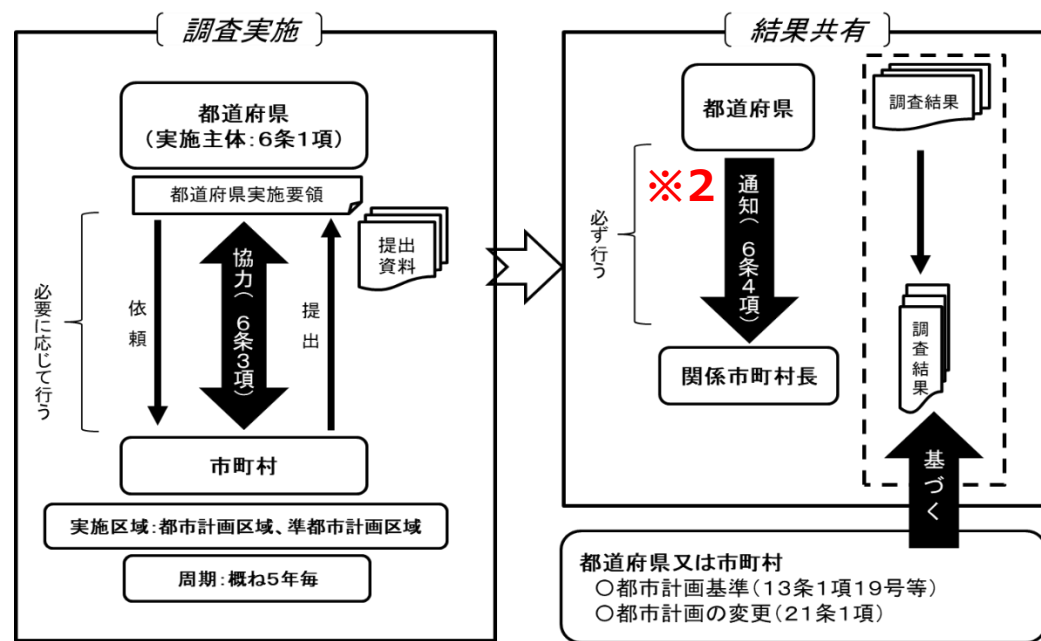 調査実施
都道府県
(実施主体:6条1項)
都道府県実施要領
提出
資料
必要に応じて行う
依頼
協力(6条3項)
提出
市町村
実施区域:都市計画区域、準都市計画区域
周期:概ね5年毎
結果共有
都道府県
※2
通知(6条4項)
必ず行う
関係市町村長
調査結果
調査結果
基づく
都道府県又は市町村
○都市計画基準(13条1項19号等)
○都市計画の変更(21条1項)